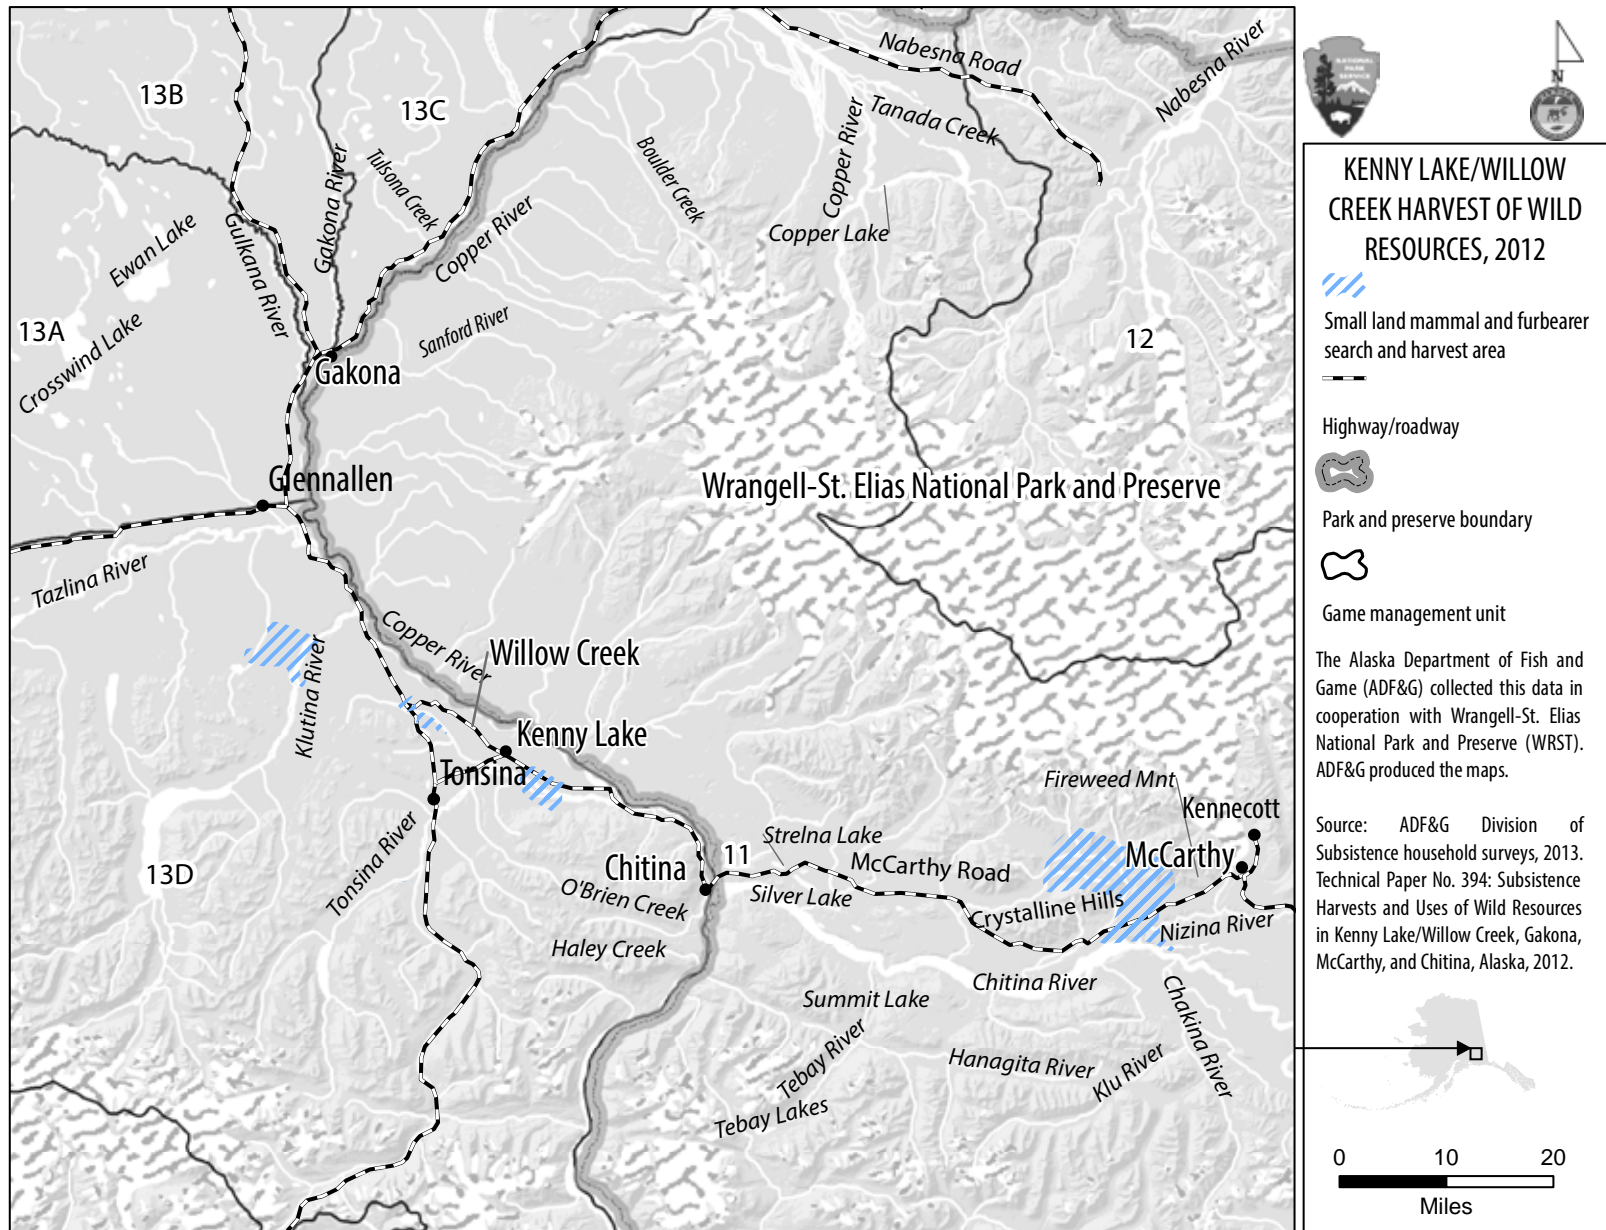 Nabesna Road
Nabesna River
13B
13C
Tanada Creek
Copper River
Boulder Creek
Tulsona Creek
Gakona River
Copper River
Copper Lake
Ewan Lake
Gulkana River
13A
Crosswind Lake
Sanford River
12
Gakona
Glennallen
Wrangell-St. Elias National Park and Preserve
Tazlina River
Copper River
Willow Creek
Klutina River
Kenny Lake
Tonsina
Fireweed Mnt
Kennecott
Strelna Lake
11
McCarthy Road
McCarthy
Chitina
13D
Tonsina River
O'Brien Creek
Silver Lake
Crystalline Hills
Nizina River
Haley Creek
Chitina River
Summit Lake
Chakina River
Tebay River
Hanagita River
Klu River
Tebay Lakes
NATIONAL
PARK
SERVICE
N
KENNY LAKE/WILLOW
CREEK HARVEST OF WILD
RESOURCES, 2012
Small land mammal and furbearer
search and harvest area
Highway/roadway
Park and preserve boundary
Game management unit
The Alaska Department of Fish and
Game (ADF&G) collected this data in
cooperation with Wrangell-St. Elias
National Park and Preserve (WRST).
ADF&G produced the maps.
Source: ADF&G Division of
Subsistence household surveys, 2013.
Technical Paper No. 394: Subsistence
Harvests and Uses of Wild Resources
in Kenny Lake/Willow Creek, Gakona,
McCarthy, and Chitina, Alaska, 2012.
0 10 20
Miles